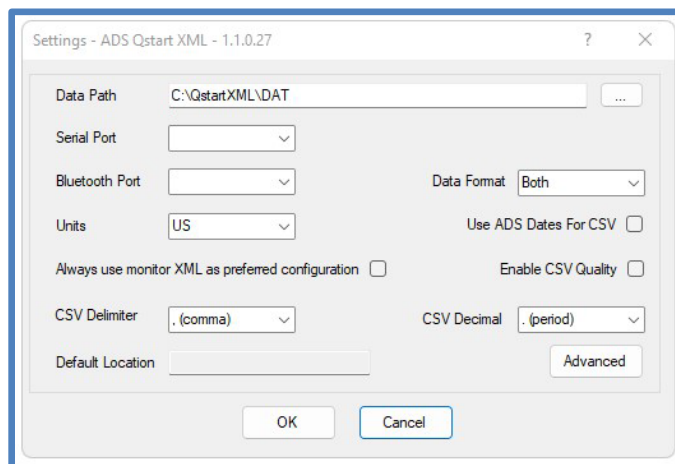 Settings - ADS Qstart XML - 1.1.0.27 ?
Data Path C:\QstartXML\DAT ...
Serial Port
Bluetooth Port Data Format Both
Units US Use ADS Dates For CSV
Always use monitor XML as preferred configuration Enable CSV Quality
CSV Delimiter , (comma) CSV Decimal . (period)
Default Location Advanced
OK Cancel